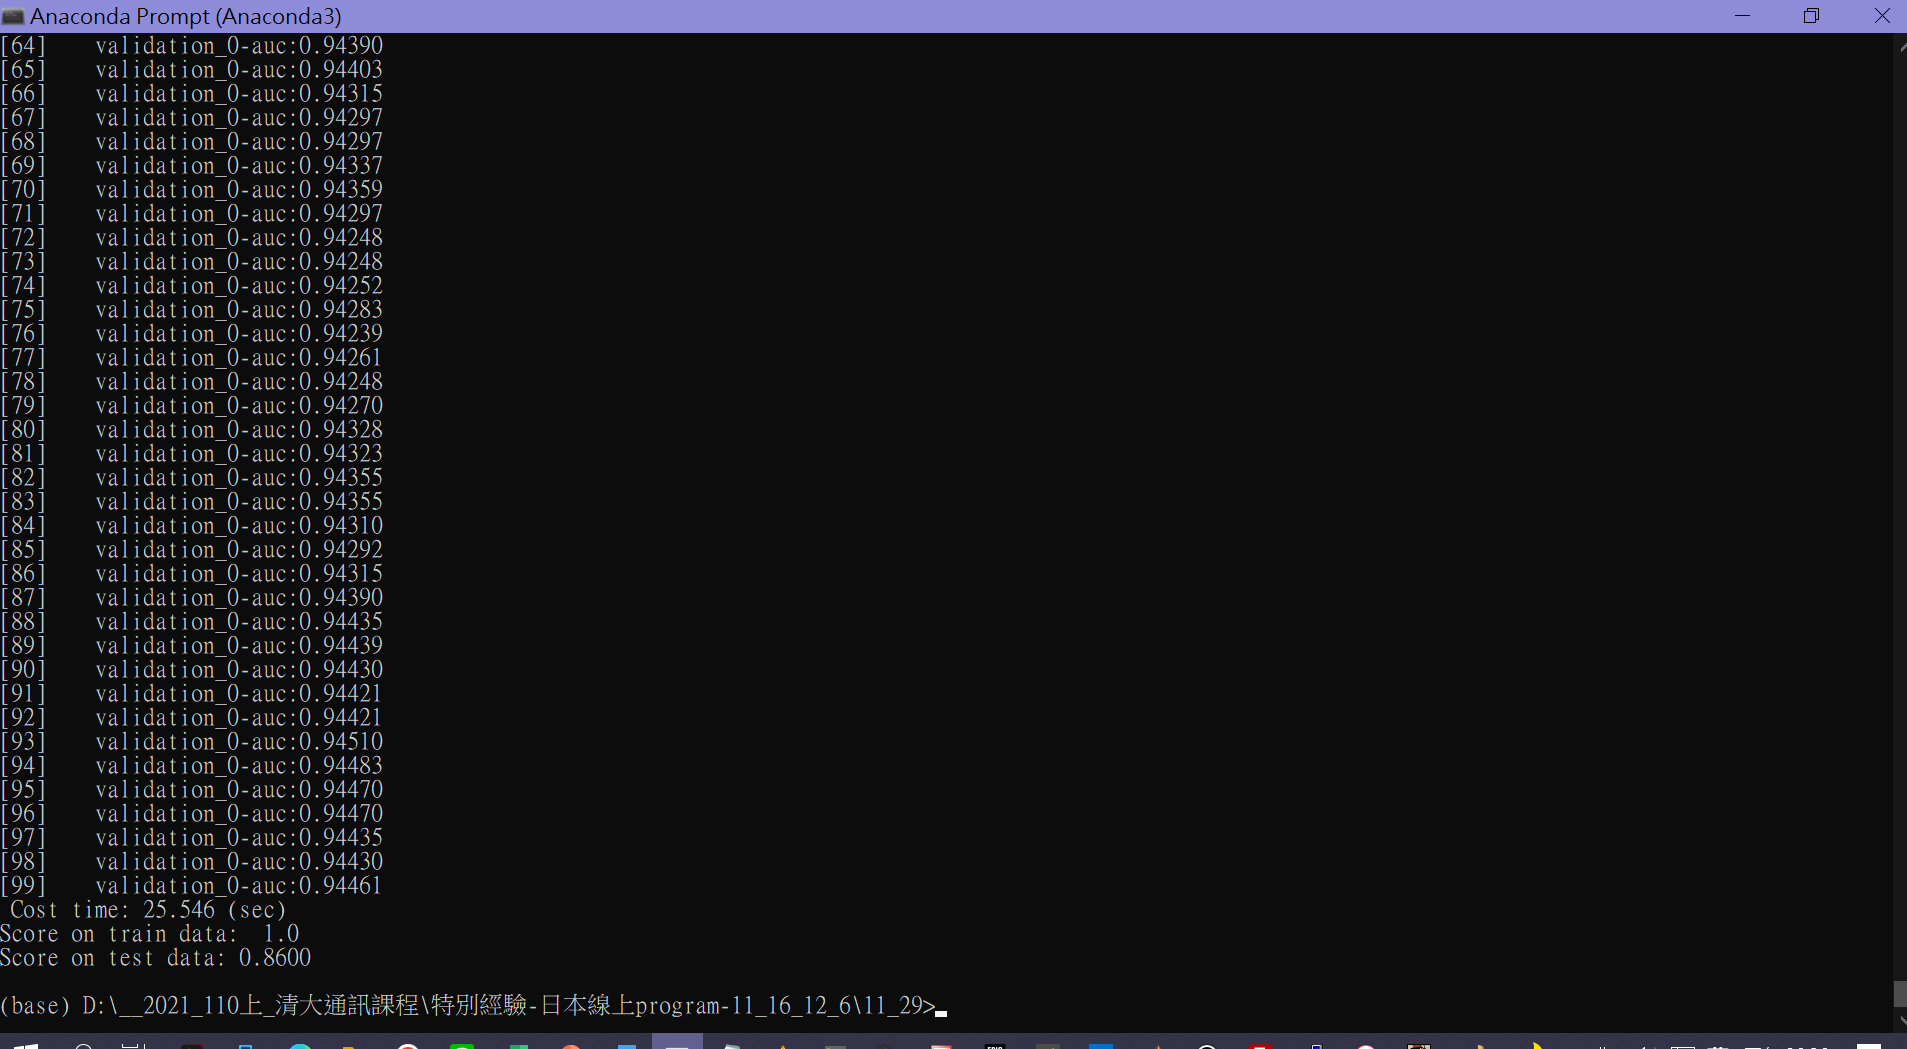 Anaconda Prompt (Anaconda3)
[64] validation_0-auc:0.94390
[65] validation_0-auc:0.94403
[66] validation_0-auc:0.94315
[67] validation_0-auc:0.94297
[68] validation_0-auc:0.94297
[69] validation_0-auc:0.94337
[70] validation_0-auc:0.94359
[71] validation_0-auc:0.94297
[72] validation_0-auc:0.94248
[73] validation_0-auc:0.94248
[74] validation_0-auc:0.94252
[75] validation_0-auc:0.94283
[76] validation_0-auc:0.94239
[77] validation_0-auc:0.94261
[78] validation_0-auc:0.94248
[79] validation_0-auc:0.94270
[80] validation_0-auc:0.94328
[81] validation_0-auc:0.94323
[82] validation_0-auc:0.94355
[83] validation_0-auc:0.94355
[84] validation_0-auc:0.94310
[85] validation_0-auc:0.94292
[86] validation_0-auc:0.94315
[87] validation_0-auc:0.94390
[88] validation_0-auc:0.94435
[89] validation_0-auc:0.94439
[90] validation_0-auc:0.94430
[91] validation_0-auc:0.94421
[92] validation_0-auc:0.94421
[93] validation_0-auc:0.94510
[94] validation_0-auc:0.94483
[95] validation_0-auc:0.94470
[96] validation_0-auc:0.94470
[97] validation_0-auc:0.94435
[98] validation_0-auc:0.94430
[99] validation_0-auc:0.94461
Cost time: 25.546 (sec)
Score on train data:  1.0
Score on test data: 0.8600
(base) D:\__2021_110上_清大通訊課程\特別經驗-日本線上program-11_16_12_6\11_29>